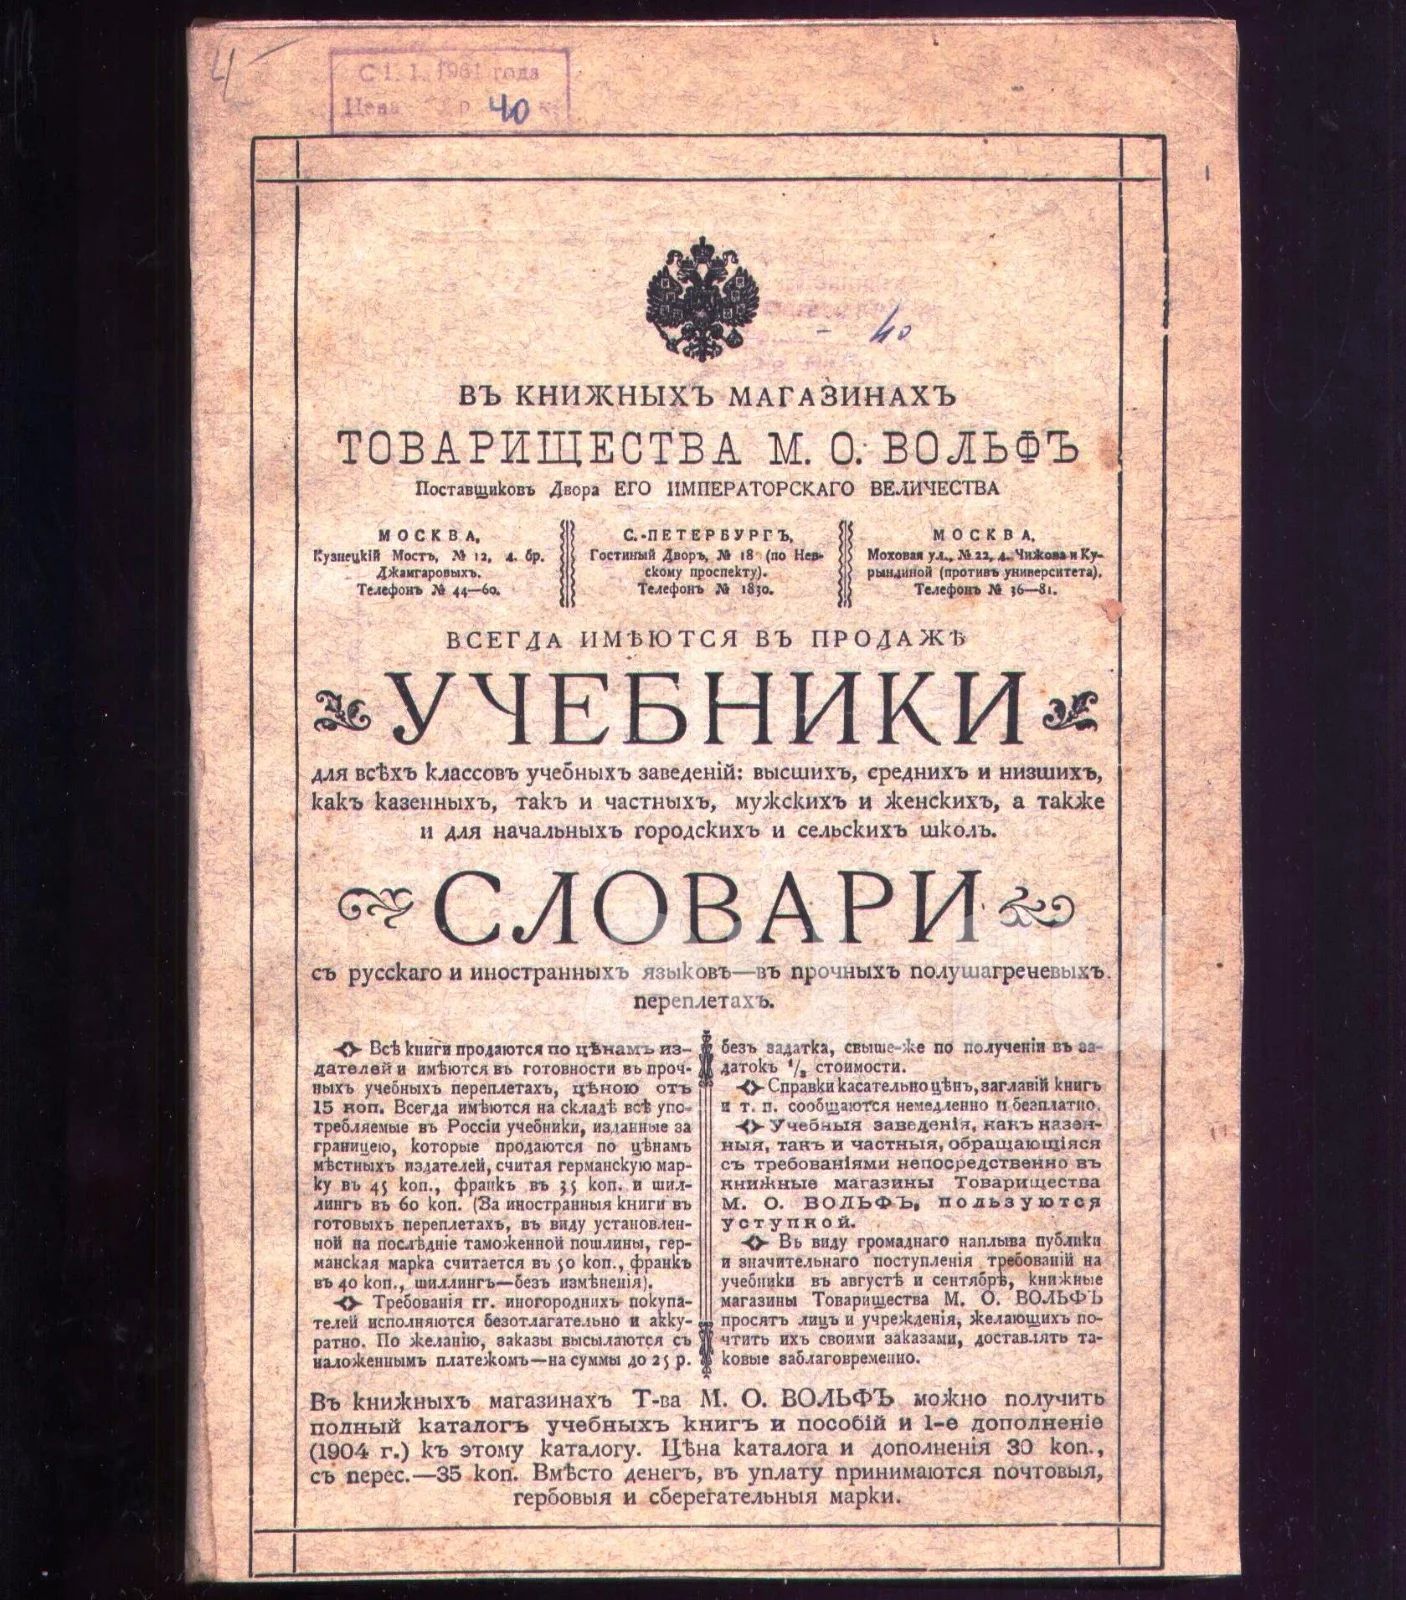 С 1. 1. 1961 года
Цена р. 40 к.
40
ВЪ КНИЖНЫХЪ МАГАЗИНАХЪ
ТОВАРИЩЕСТВА М. О. ВОЛЬФЪ
Поставщиковъ Двора ЕГО ИМПЕРАТОРСКАГО ВЕЛИЧЕСТВА
МОСКВА,
Кузнецкій Мостъ, № 12, д. бр.
Джамгаровыхъ.
Телефонъ № 44—60.
С.-ПЕТЕРБУРГЪ,
Гостиный Дворъ, № 18 (по Нев-
скому проспекту).
Телефонъ № 1830.
МОСКВА,
Моховая ул., № 22, д. Чижова и Ку-
рындиной (противъ университета).
Телефонъ № 36—81.
ВСЕГДА ИМѢЮТСЯ ВЪ ПРОДАЖѢ
УЧЕБНИКИ
для всѣхъ классовъ учебныхъ заведеній: высшихъ, среднихъ и низшихъ,
какъ казенныхъ, такъ и частныхъ, мужскихъ и женскихъ, а также
и для начальныхъ городскихъ и сельскихъ школъ.
СЛОВАРИ
съ русскаго и иностранныхъ языковъ—въ прочныхъ полушагреневыхъ
переплетахъ.
Всѣ книги продаются по цѣнамъ из-
дателей и имѣются въ готовности въ проч-
ныхъ учебныхъ переплетахъ, цѣною отъ
15 коп. Всегда имѣются на складѣ всѣ упо-
требляемые въ Россіи учебники, изданные за
границею, которые продаются по цѣнамъ
мѣстныхъ издателей, считая германскую мар-
ку въ 45 коп., франкъ въ 35 коп. и шил-
лингъ въ 60 коп. (За иностранныя книги въ
готовыхъ переплетахъ, въ виду установлен-
ной на послѣдніе таможенной пошлины, гер-
манская марка считается въ 50 коп., франкъ
въ 40 коп., шиллингъ—безъ измѣненія).
Требованія гг. иногороднихъ покупа-
телей исполняются безотлагательно и акку-
ратно. По желанію, заказы высылаются съ
наложеннымъ платежомъ—на суммы до 25 р.
безъ задатка, свыше-же по полученіи въ за-
датокъ 1/3 стоимости.
Справки касательно цѣнъ, заглавій книгъ
и т. п. сообщаются немедленно и безплатно.
Учебныя заведенія, какъ казен-
ныя, такъ и частныя, обращающіяся
съ требованіями непосредственно въ
книжные магазины Товарищества
М. О. ВОЛЬФЪ, пользуются
уступкой.
Въ виду громаднаго наплыва публики
и значительнаго поступленія требованій на
учебники въ августѣ и сентябрѣ, книжные
магазины Товарищества М. О. ВОЛЬФЪ
просятъ лицъ и учрежденія, желающихъ по-
чтить ихъ своими заказами, доставлять та-
ковые заблаговременно.
Въ книжныхъ магазинахъ Т-ва М. О. ВОЛЬФЪ можно получить
полный каталогъ учебныхъ книгъ и пособій и 1-е дополненіе
(1904 г.) къ этому каталогу. Цѣна каталога и дополненія 30 коп.,
съ перес.—35 коп. Вмѣсто денегъ, въ уплату принимаются почтовыя,
гербовыя и сберегательныя марки.